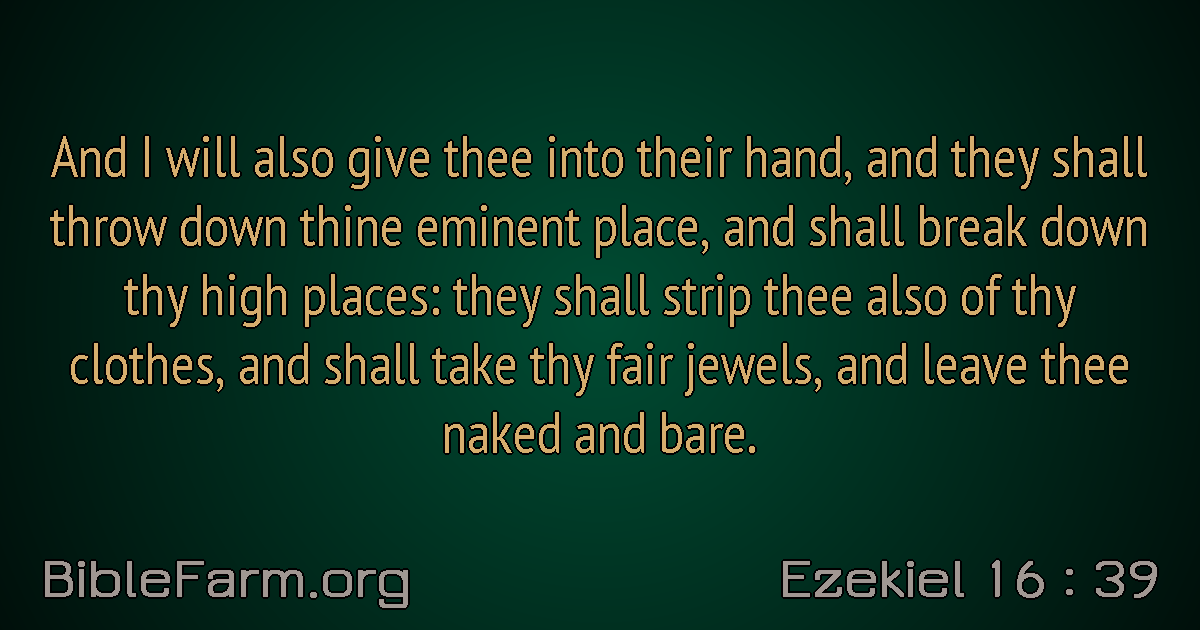 And I will also give thee into their hand, and they shall
throw down thine eminent place, and shall break down
thy high places: they shall strip thee also of thy
clothes, and shall take thy fair jewels, and leave thee
naked and bare.
BibleFarm.org
Ezekiel 16 : 39